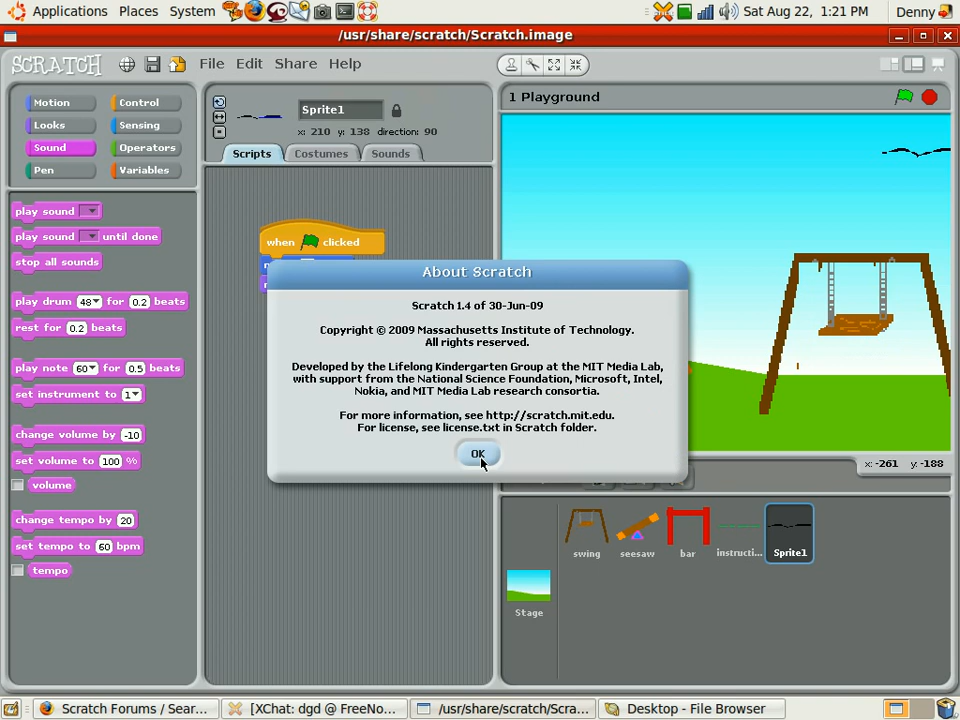 Applications Places System
Sat Aug 22, 1:21 PM Denny
/usr/share/scratch/Scratch.image
SCRATCH File Edit Share Help
Motion Control
Looks Sensing
Sound Operators
Pen Variables
play sound
play sound until done
stop all sounds
play drum 48 for 0.2 beats
rest for 0.2 beats
play note 60 for 0.5 beats
set instrument to 1
change volume by -10
set volume to 100 %
volume
change tempo by 20
set tempo to 60 bpm
tempo
Sprite1
x: 210 y: 138 direction: 90
Scripts Costumes Sounds
when clicked
About Scratch
Scratch 1.4 of 30-Jun-09
Copyright © 2009 Massachusetts Institute of Technology.
All rights reserved.
Developed by the Lifelong Kindergarten Group at the MIT Media Lab,
with support from the National Science Foundation, Microsoft, Intel,
Nokia, and MIT Media Lab research consortia.
For more information, see http://scratch.mit.edu.
For license, see license.txt in Scratch folder.
OK
1 Playground
x: -261 y: -188
swing seesaw bar instructi... Sprite1
Stage
Scratch Forums / Sear... [XChat: dgd @ FreeNo... /usr/share/scratch/Scra... Desktop - File Browser